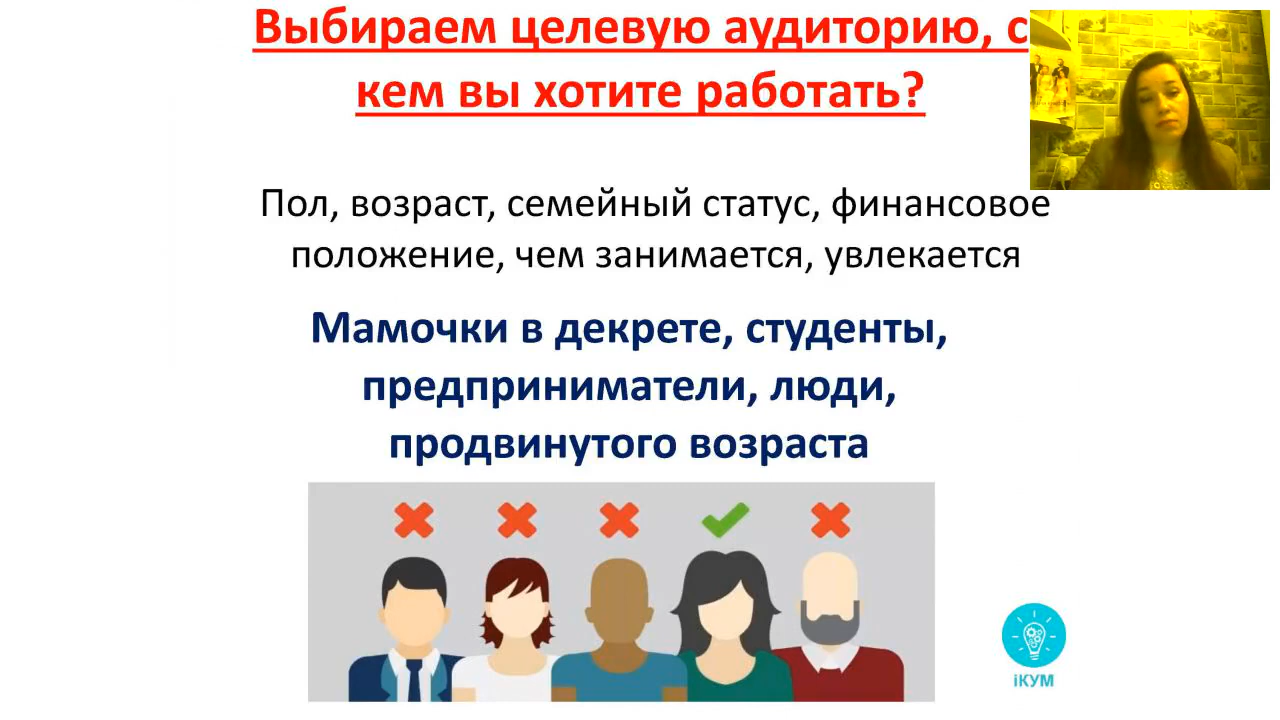 Выбираем целевую аудиторию, с
кем вы хотите работать?
Пол, возраст, семейный статус, финансовое
положение, чем занимается, увлекается
Мамочки в декрете, студенты,
предприниматели, люди,
продвинутого возраста
iКУМ